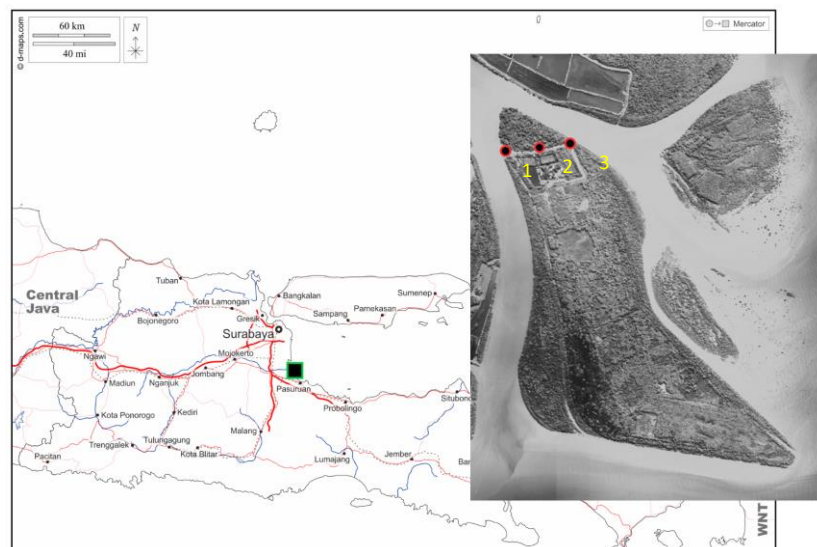 © d-maps.com
60 km
40 mi
N
Mercator
1
2
3
Central
Java
Tuban
Kota Lamongan
Gresik
Bangkalan
Sampang
Pamekasan
Sumenep
Bojonegoro
Surabaya
Ngawi
Mojokerto
Jombang
Madiun
Nganjuk
Pasuruan
Kota Ponorogo
Kediri
Probolinggo
Situbondo
Trenggalek
Tulungagung
Kota Blitar
Malang
Pacitan
Lumajang
Jember
WNT